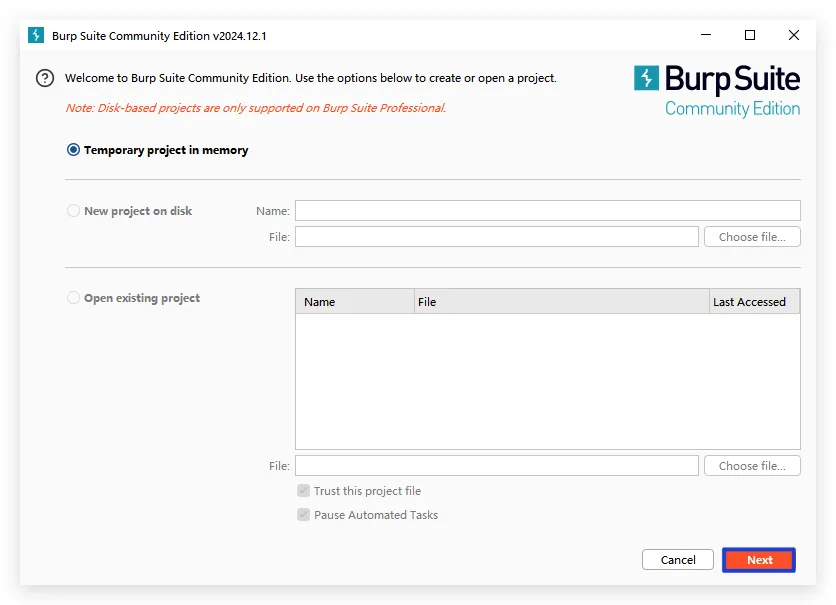 Burp Suite Community Edition v2024.12.1
Welcome to Burp Suite Community Edition. Use the options below to create or open a project.
Note: Disk-based projects are only supported on Burp Suite Professional.
Burp Suite
Community Edition
Temporary project in memory
New project on disk
Name:
File:
Choose file...
Open existing project
Name File Last Accessed
File:
Choose file...
Trust this project file
Pause Automated Tasks
Cancel
Next